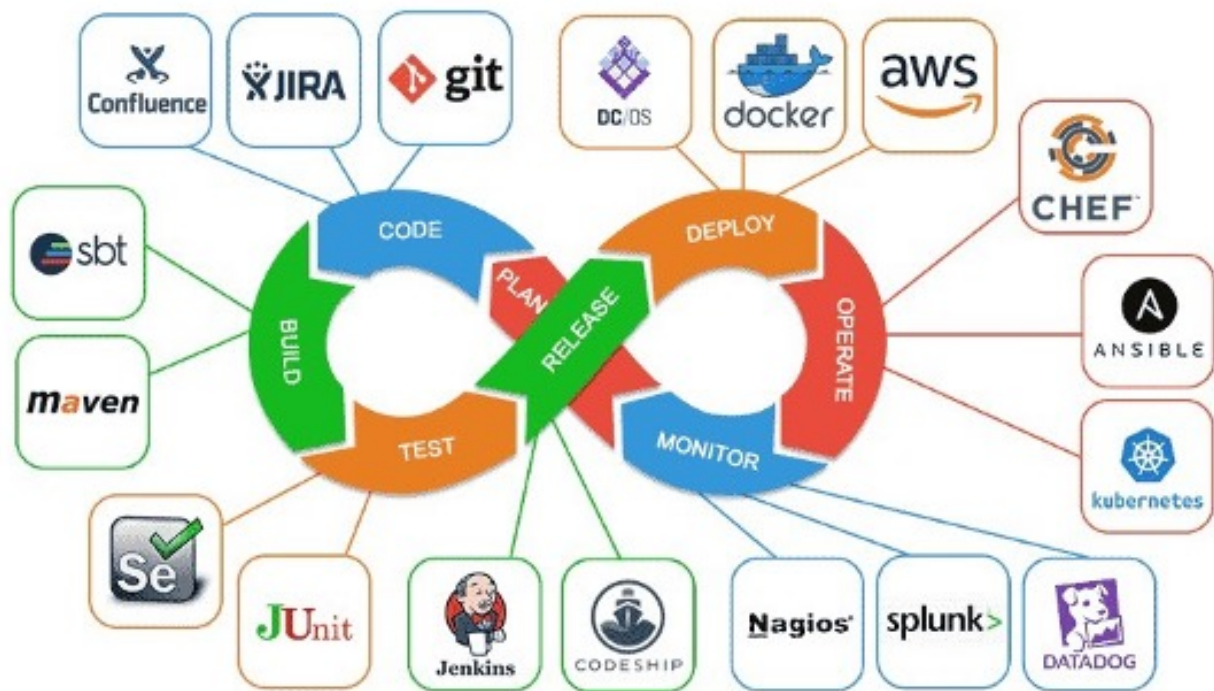 Confluence
JIRA
git
DC/OS
docker
aws
CHEF™
sbt
CODE
DEPLOY
PLAN
RELEASE
BUILD
OPERATE
ANSIBLE
maven
TEST
MONITOR
kubernetes
Se
JUnit
Jenkins
CODESHIP
Nagios®
splunk>
DATADOG